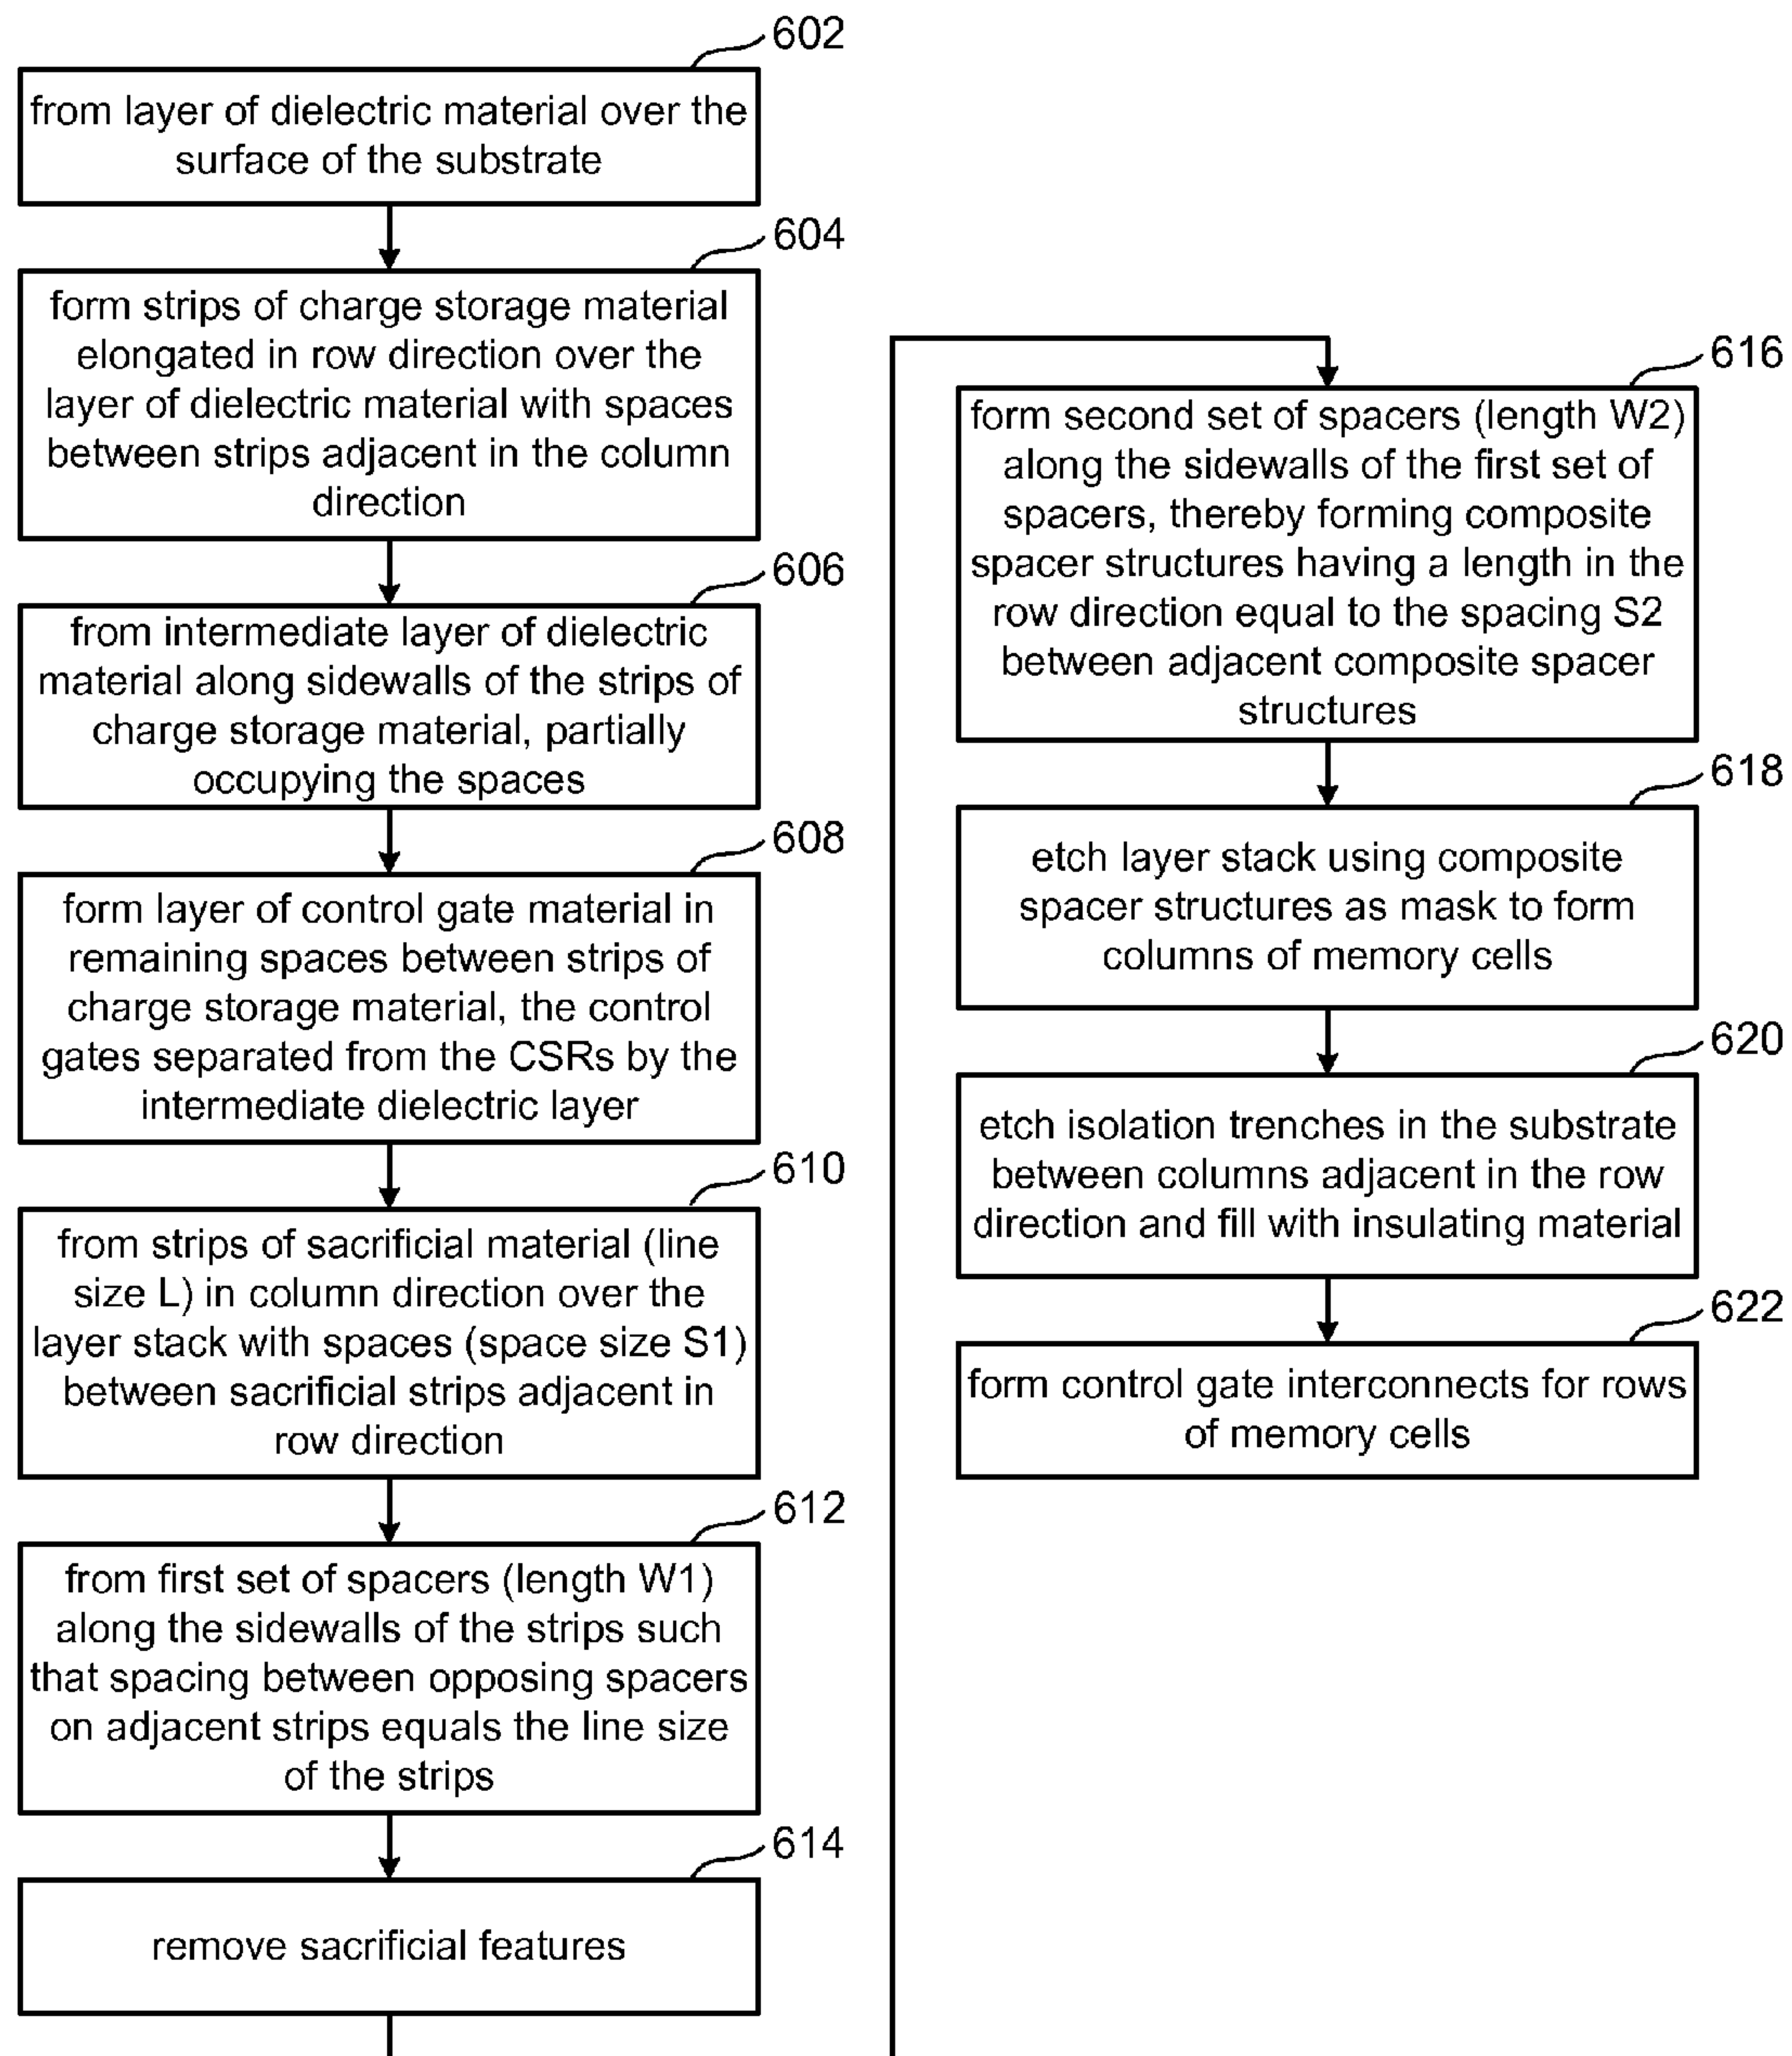 602
from layer of dielectric material over the
surface of the substrate
604
form strips of charge storage material
elongated in row direction over the
layer of dielectric material with spaces
between strips adjacent in the column
direction
606
from intermediate layer of dielectric
material along sidewalls of the strips of
charge storage material, partially
occupying the spaces
608
form layer of control gate material in
remaining spaces between strips of
charge storage material, the control
gates separated from the CSRs by the
intermediate dielectric layer
610
from strips of sacrificial material (line
size L) in column direction over the
layer stack with spaces (space size S1)
between sacrificial strips adjacent in
row direction
612
from first set of spacers (length W1)
along the sidewalls of the strips such
that spacing between opposing spacers
on adjacent strips equals the line size
of the strips
614
remove sacrificial features
616
form second set of spacers (length W2)
along the sidewalls of the first set of
spacers, thereby forming composite
spacer structures having a length in the
row direction equal to the spacing S2
between adjacent composite spacer
structures
618
etch layer stack using composite
spacer structures as mask to form
columns of memory cells
620
etch isolation trenches in the substrate
between columns adjacent in the row
direction and fill with insulating material
622
form control gate interconnects for rows
of memory cells